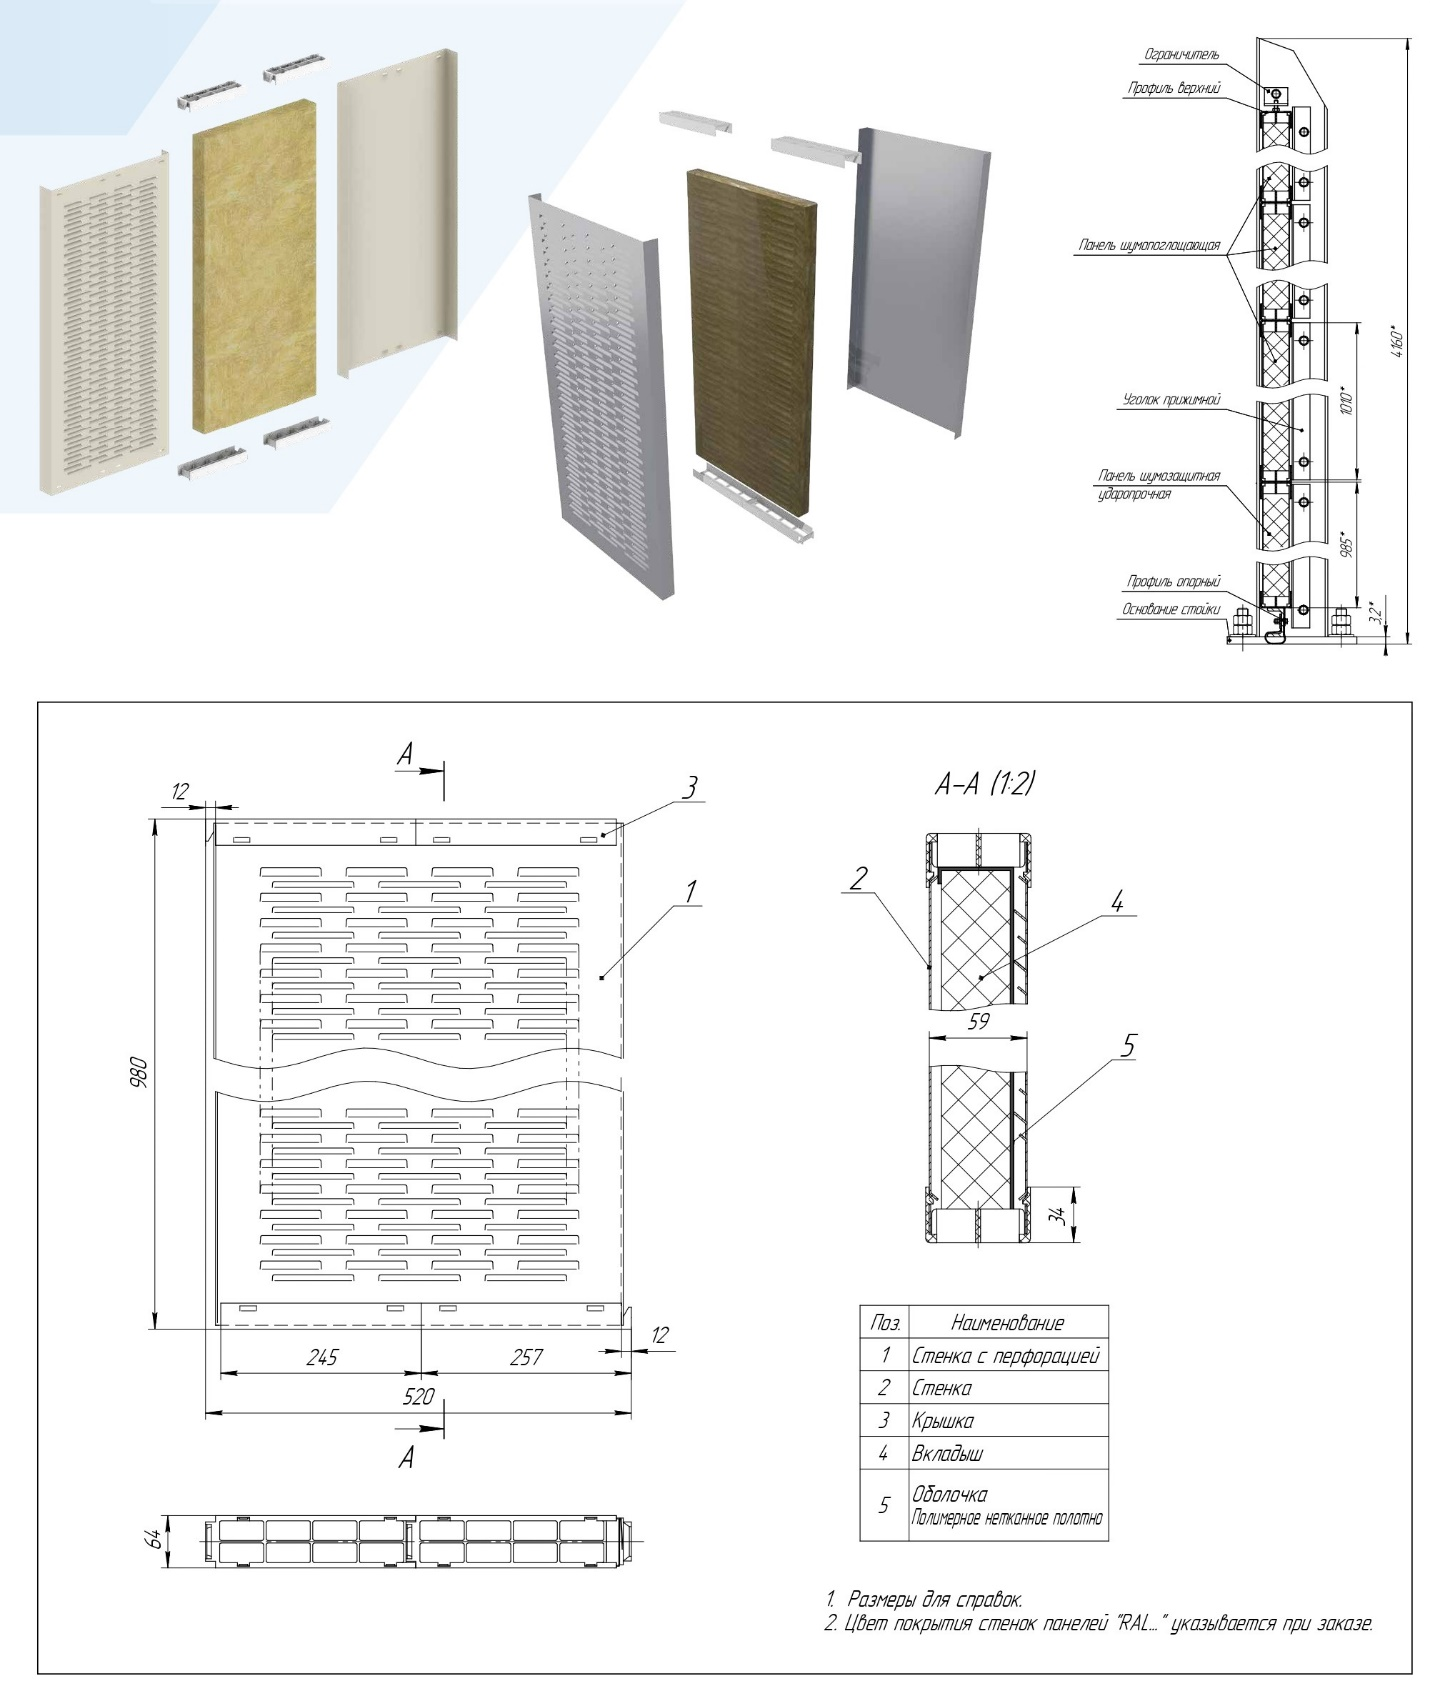 Ограничитель
Профиль верхний
Панель шумопоглощающая
Уголок прижимной
Панель шумозащитная
ударопрочная
Профиль опорный
Основание стойки
4160*
1010*
985*
3,2*
А
12
3
1
980
245
257
12
520
А
64
А-А (1:2)
2
4
59
5
34
Поз. Наименование
1 Стенка с перфорацией
2 Стенка
3 Крышка
4 Вкладыш
5 Оболочка
Полимерное нетканное полотно
1. Размеры для справок.
2. Цвет покрытия стенок панелей "RAL..." указывается при заказе.